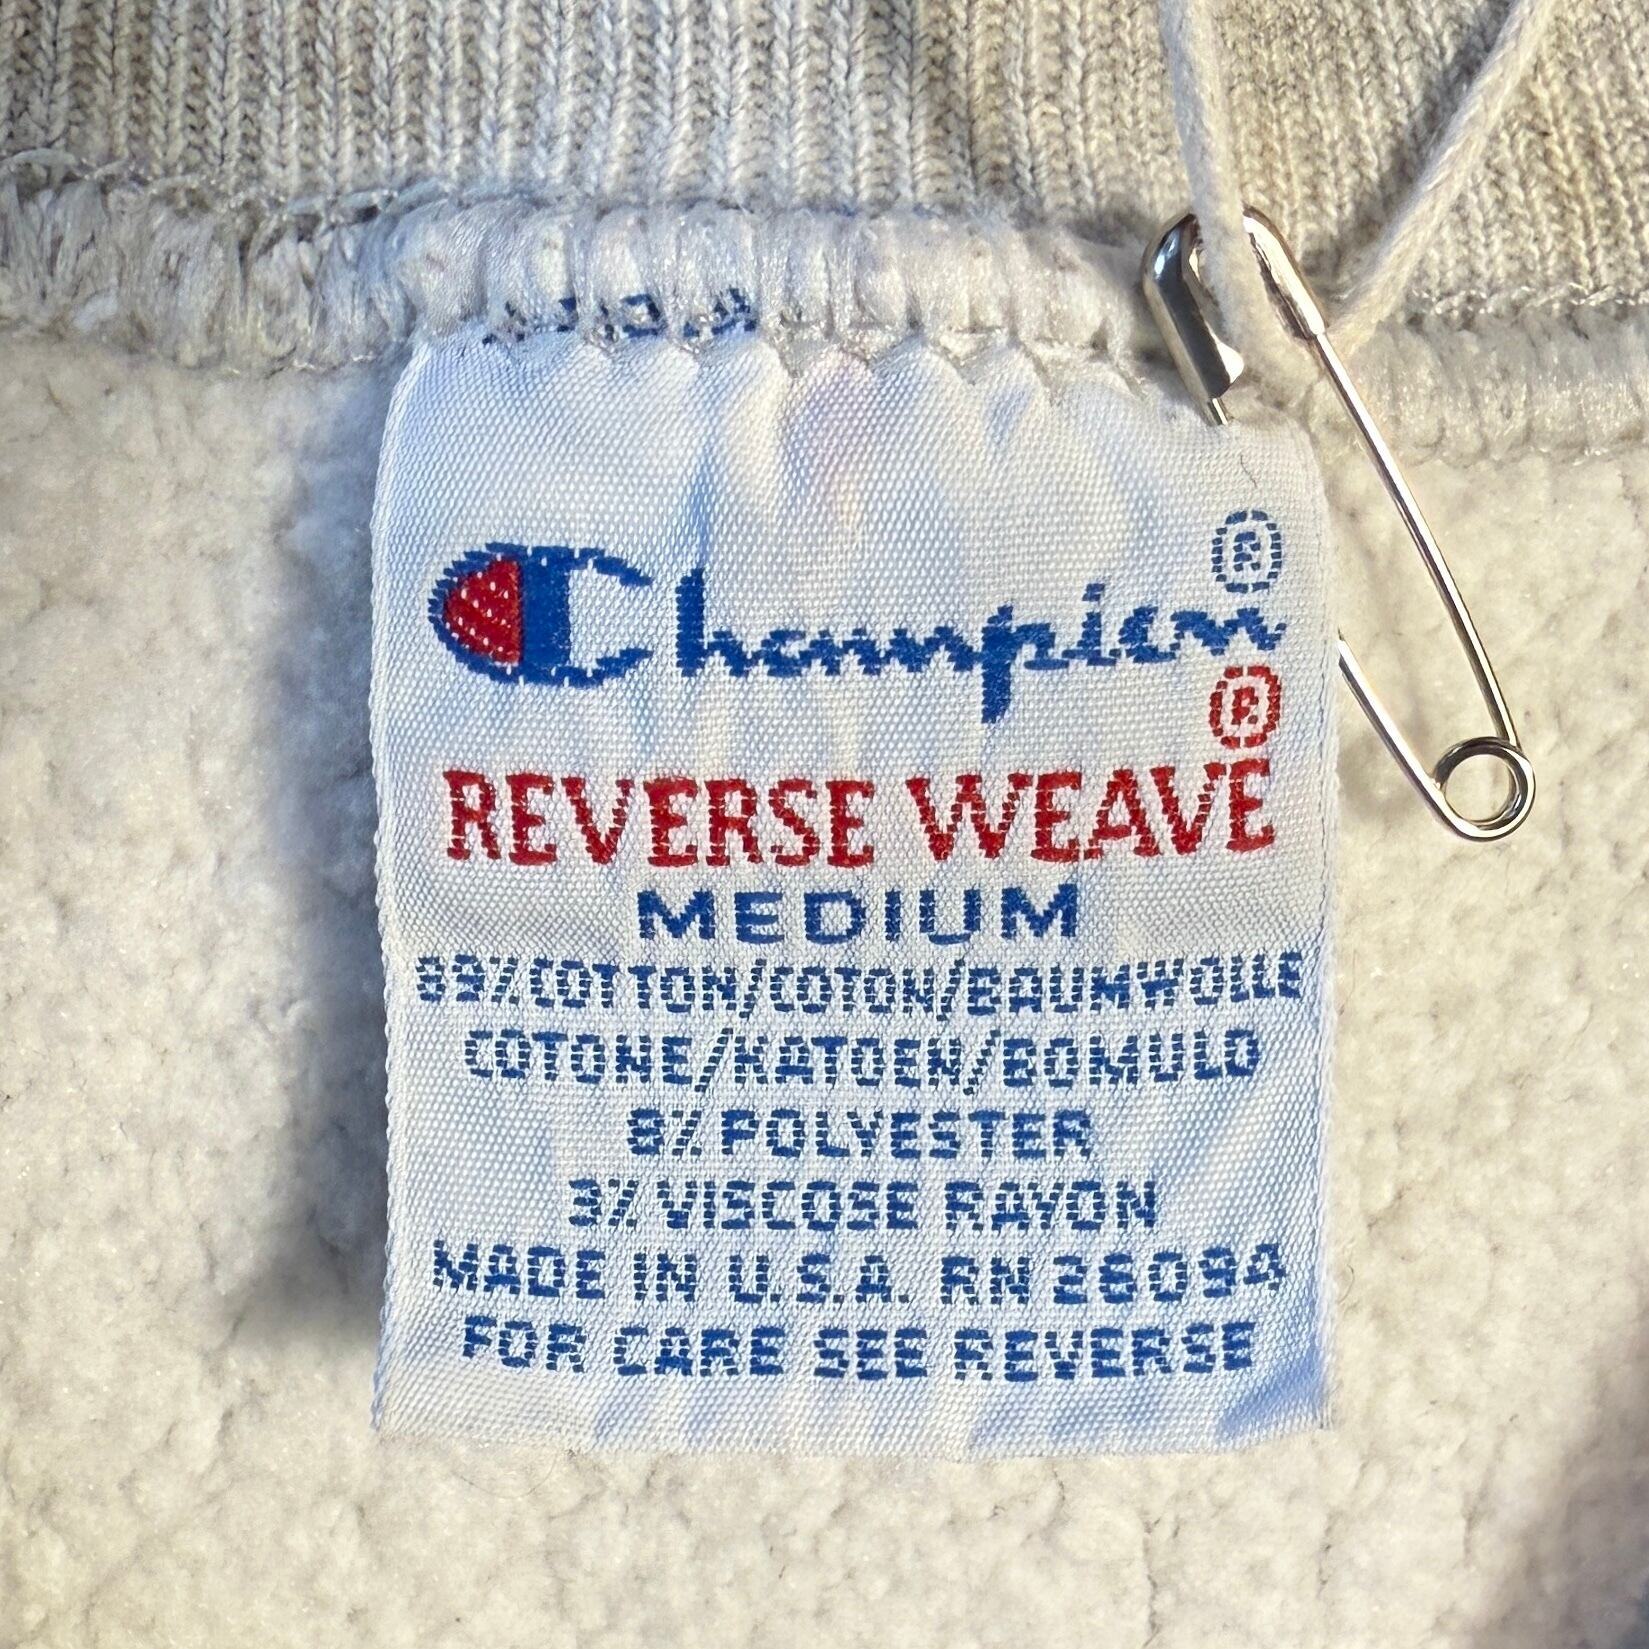 Champion®
®
REVERSE WEAVE
MEDIUM
89% COTTON/COTON/BAUMWOLLE
COTONE/KATOEN/BOMULD
8% POLYESTER
3% VISCOSE RAYON
MADE IN U.S.A. RN 26094
FOR CARE SEE REVERSE